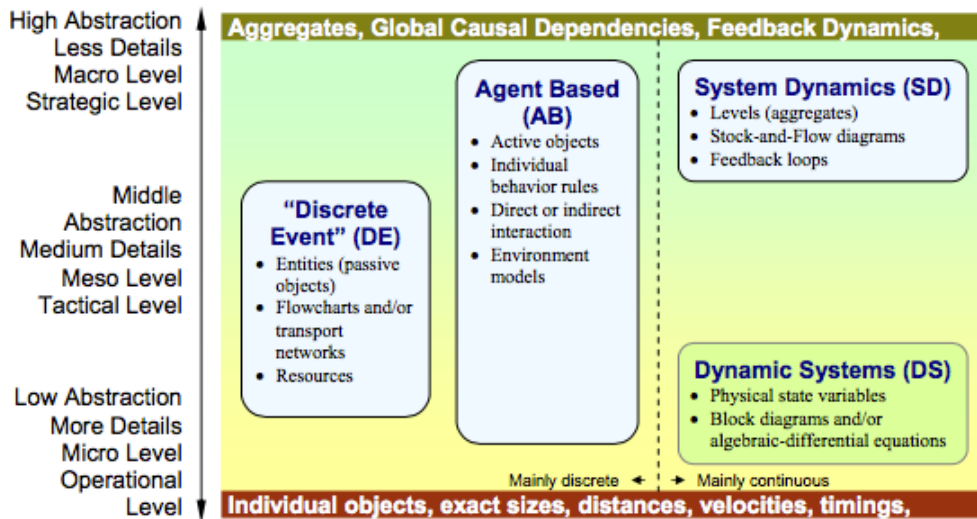 High Abstraction
Less Details
Macro Level
Strategic Level
Middle
Abstraction
Medium Details
Meso Level
Tactical Level
Low Abstraction
More Details
Micro Level
Operational
Level
Aggregates, Global Causal Dependencies, Feedback Dynamics,
“Discrete
Event” (DE)
• Entities (passive
objects)
• Flowcharts and/or
transport
networks
• Resources
Agent Based
(AB)
• Active objects
• Individual
behavior rules
• Direct or indirect
interaction
• Environment
models
System Dynamics (SD)
• Levels (aggregates)
• Stock-and-Flow diagrams
• Feedback loops
Dynamic Systems (DS)
• Physical state variables
• Block diagrams and/or
algebraic-differential equations
Mainly discrete
Mainly continuous
Individual objects, exact sizes, distances, velocities, timings,